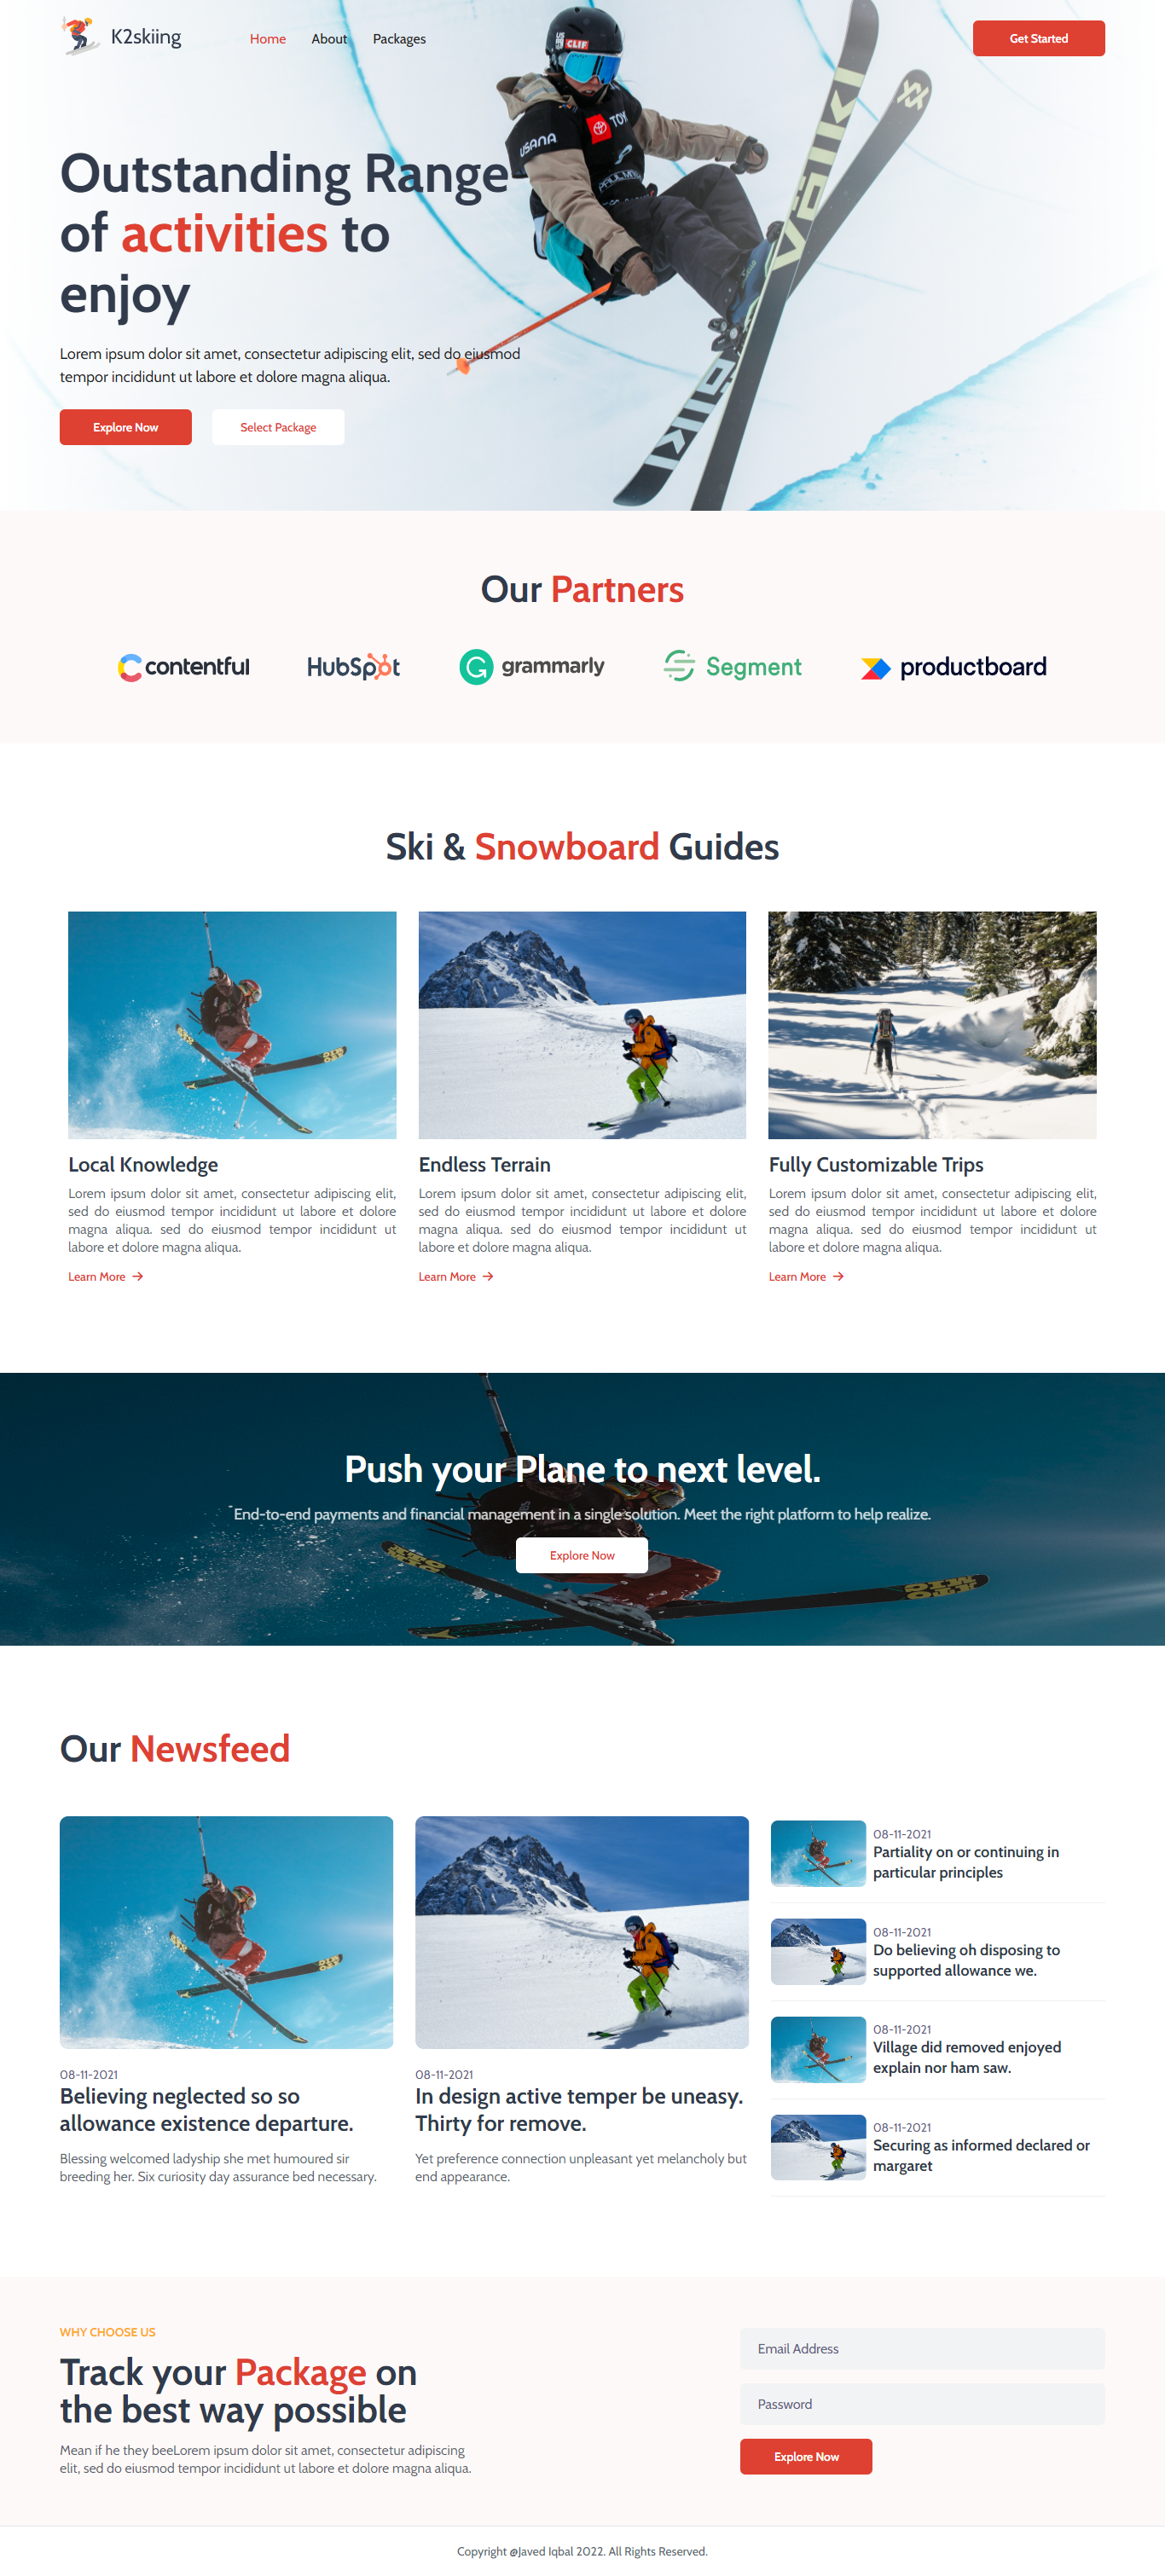 K2skiing
Home About Packages
Get Started
CLIF
USANA
TOYO
Völkl
Völkl
Outstanding Range
of activities to
enjoy
Lorem ipsum dolor sit amet, consectetur adipiscing elit, sed do eiusmod
tempor incididunt ut labore et dolore magna aliqua.
Explore Now
Select Package
Our Partners
contentful
HubSpot
grammarly
Segment
productboard
Ski & Snowboard Guides
Local Knowledge
Lorem ipsum dolor sit amet, consectetur adipiscing elit,
sed do eiusmod tempor incididunt ut labore et dolore
magna aliqua. sed do eiusmod tempor incididunt ut
labore et dolore magna aliqua.
Learn More →
Endless Terrain
Lorem ipsum dolor sit amet, consectetur adipiscing elit,
sed do eiusmod tempor incididunt ut labore et dolore
magna aliqua. sed do eiusmod tempor incididunt ut
labore et dolore magna aliqua.
Learn More →
Fully Customizable Trips
Lorem ipsum dolor sit amet, consectetur adipiscing elit,
sed do eiusmod tempor incididunt ut labore et dolore
magna aliqua. sed do eiusmod tempor incididunt ut
labore et dolore magna aliqua.
Learn More →
Push your Plane to next level.
End-to-end payments and financial management in a single solution. Meet the right platform to help realize.
Explore Now
Our Newsfeed
08-11-2021
Believing neglected so so
allowance existence departure.
Blessing welcomed ladyship she met humoured sir
breeding her. Six curiosity day assurance bed necessary.
08-11-2021
In design active temper be uneasy.
Thirty for remove.
Yet preference connection unpleasant yet melancholy but
end appearance.
08-11-2021
Partiality on or continuing in
particular principles
08-11-2021
Do believing oh disposing to
supported allowance we.
08-11-2021
Village did removed enjoyed
explain nor ham saw.
08-11-2021
Securing as informed declared or
margaret
WHY CHOOSE US
Track your Package on
the best way possible
Mean if he they beeLorem ipsum dolor sit amet, consectetur adipiscing
elit, sed do eiusmod tempor incididunt ut labore et dolore magna aliqua.
Email Address
Password
Explore Now
Copyright @Javed Iqbal 2022. All Rights Reserved.